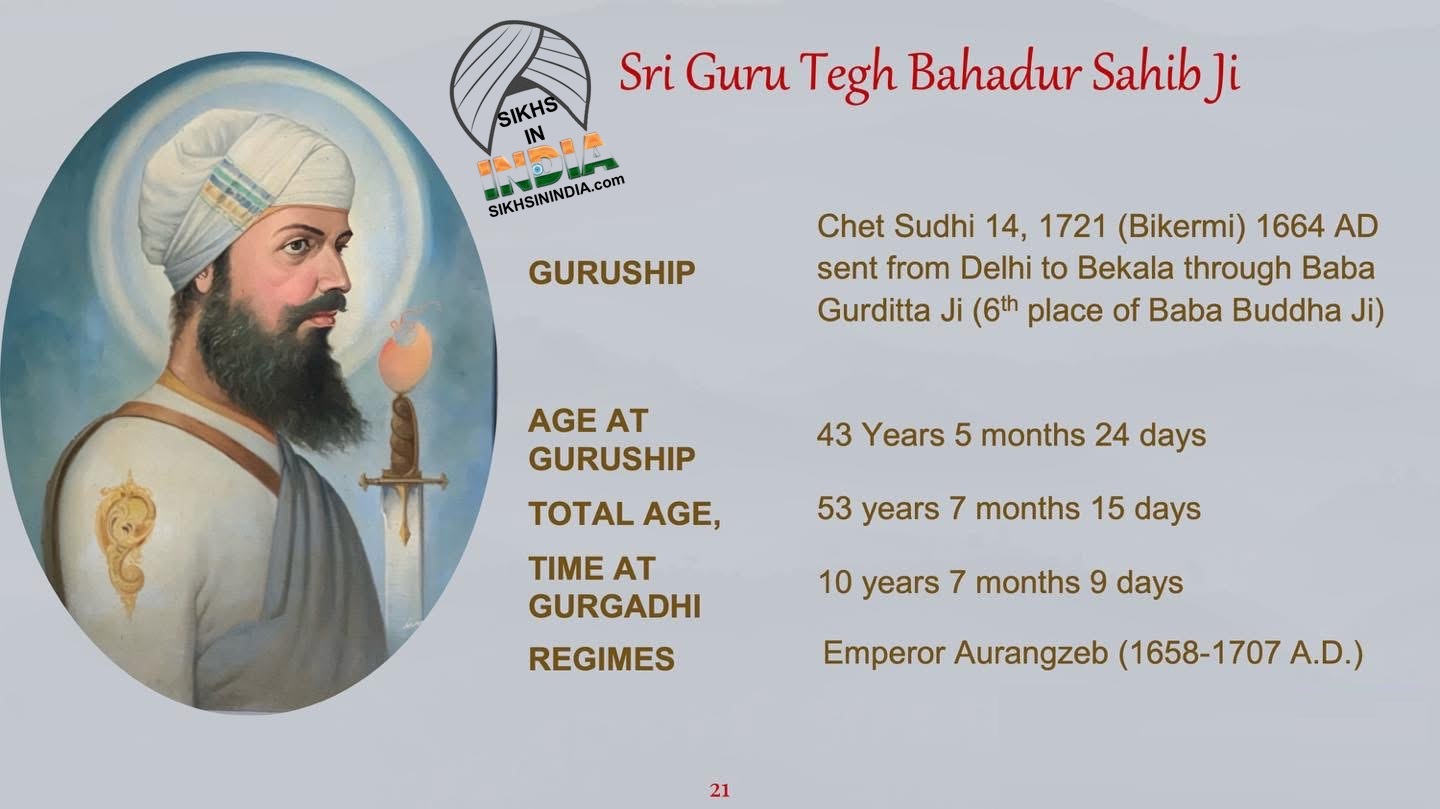 SIKHS
IN
INDIA
SIKHSININDIA.com
Sri Guru Tegh Bahadur Sahib Ji
GURUSHIP
Chet Sudhi 14, 1721 (Bikermi) 1664 AD
sent from Delhi to Bekala through Baba
Gurditta Ji (6th place of Baba Buddha Ji)
AGE AT
GURUSHIP
43 Years 5 months 24 days
TOTAL AGE,
53 years 7 months 15 days
TIME AT
GURGADHI
10 years 7 months 9 days
REGIMES
Emperor Aurangzeb (1658-1707 A.D.)
21